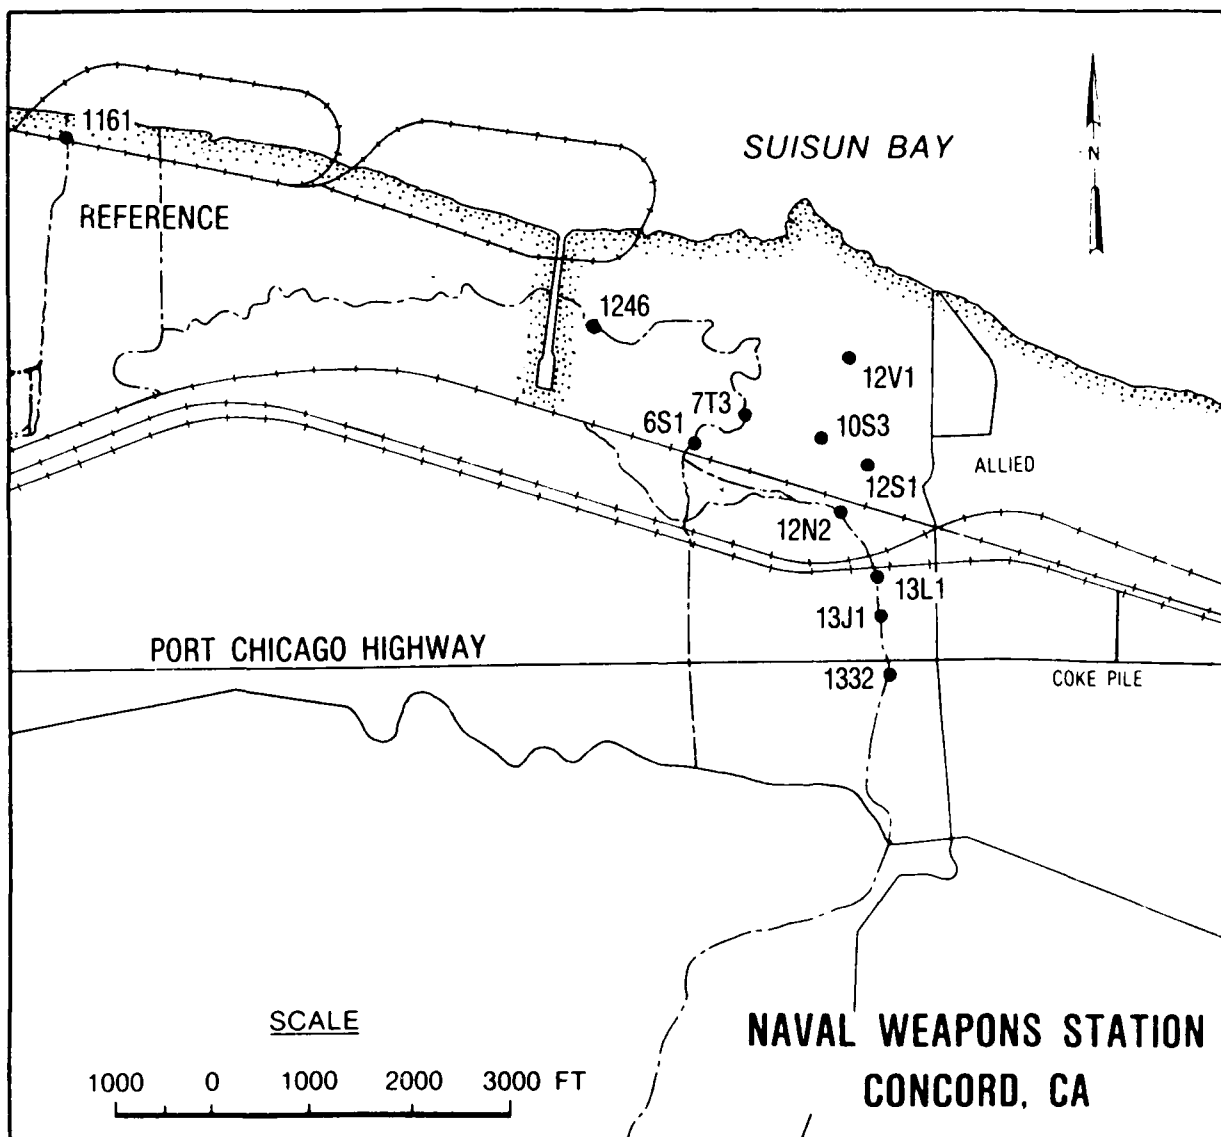 1161
SUISUN BAY
N
REFERENCE
1246
12V1
7T3
6S1
10S3
ALLIED
12S1
12N2
13L1
13J1
PORT CHICAGO HIGHWAY
1332
COKE PILE
SCALE
1000 0 1000 2000 3000 FT
NAVAL WEAPONS STATION
CONCORD, CA